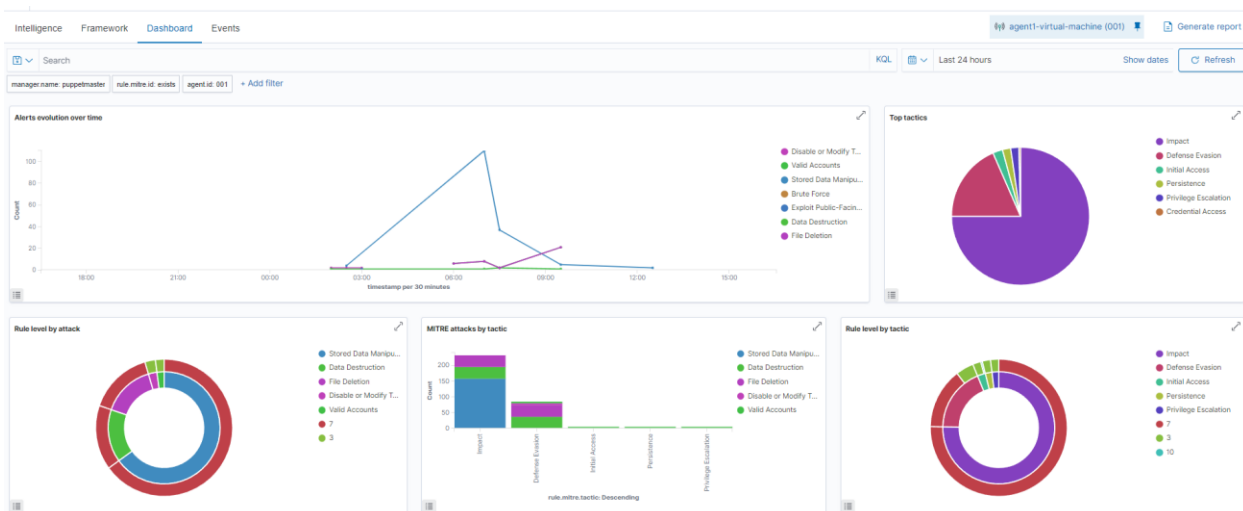 Intelligence Framework Dashboard Events agent1-virtual-machine (001) Generate report
Search KQL Last 24 hours Show dates Refresh
manager.name: puppetmaster rule.mitre.id: exists agent.id: 001 + Add filter
Alerts evolution over time
Count
100
80
60
40
20
0
18:00 21:00 00:00 03:00 06:00 09:00 12:00 15:00
timestamp per 30 minutes
Disable or Modify T...
Valid Accounts
Stored Data Manipu...
Brute Force
Exploit Public-Facin...
Data Destruction
File Deletion
Top tactics
Impact
Defense Evasion
Initial Access
Persistence
Privilege Escalation
Credential Access
Rule level by attack
Stored Data Manipu...
Data Destruction
File Deletion
Disable or Modify T...
Valid Accounts
7
3
MITRE attacks by tactic
Count
200
150
100
50
0
Impact
Defense Evasion
Initial Access
Persistence
Privilege Escalation
rule.mitre.tactic: Descending
Stored Data Manipu...
Data Destruction
File Deletion
Disable or Modify T...
Valid Accounts
Rule level by tactic
Impact
Defense Evasion
Initial Access
Persistence
Privilege Escalation
7
3
10